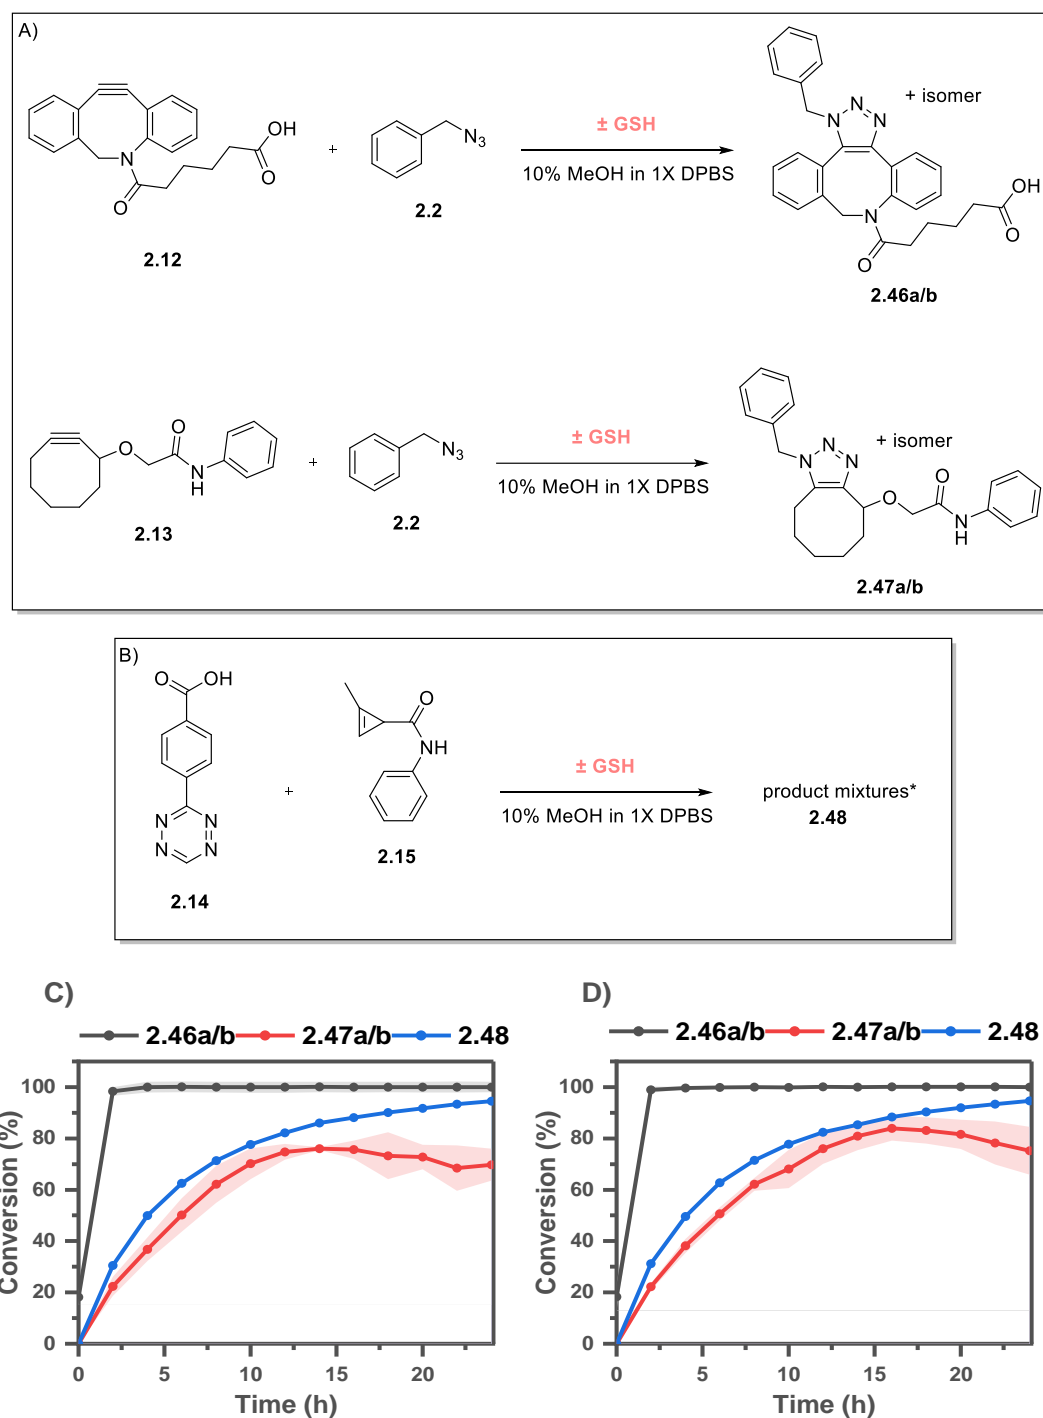 A)
N
O
OH
O
2.12
+
N3
2.2
± GSH
10% MeOH in 1X DPBS
N
N
N
+ isomer
N
O
OH
O
2.46a/b
O
O
N
H
2.13
+
N3
2.2
± GSH
10% MeOH in 1X DPBS
N
N
N
+ isomer
O
O
N
H
2.47a/b
B)
O
OH
N
N
N
N
2.14
+
O
NH
2.15
± GSH
10% MeOH in 1X DPBS
product mixtures*
2.48
C)
2.46a/b 2.47a/b 2.48
Conversion (%)
100
80
60
40
20
0
0 5 10 15 20
Time (h)
D)
2.46a/b 2.47a/b 2.48
Conversion (%)
100
80
60
40
20
0
0 5 10 15 20
Time (h)